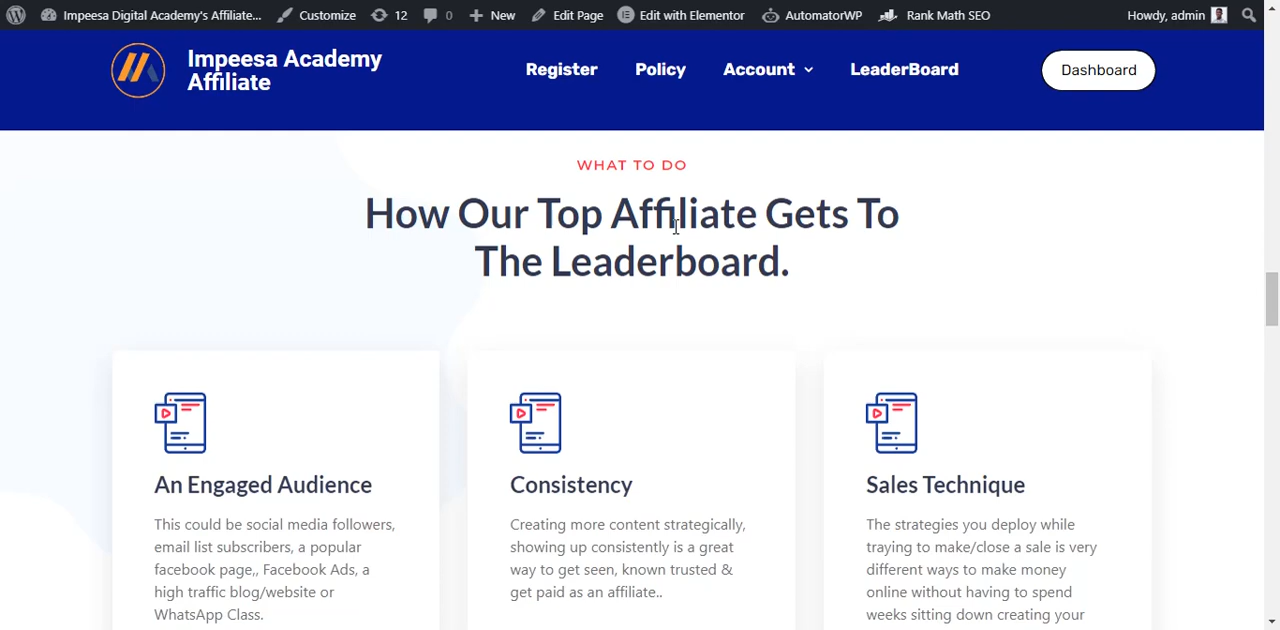 Impeesa Digital Academy's Affiliate... Customize 12 0 New Edit Page Edit with Elementor AutomatorWP Rank Math SEO Howdy, admin
Impeesa Academy
Affiliate
Register Policy Account LeaderBoard Dashboard
WHAT TO DO
How Our Top Affiliate Gets To
The Leaderboard.
An Engaged Audience
This could be social media followers,
email list subscribers, a popular
facebook page,, Facebook Ads, a
high traffic blog/website or
WhatsApp Class.
Consistency
Creating more content strategically,
showing up consistently is a great
way to get seen, known trusted &
get paid as an affiliate..
Sales Technique
The strategies you deploy while
traying to make/close a sale is very
different ways to make money
online without having to spend
weeks sitting down creating your